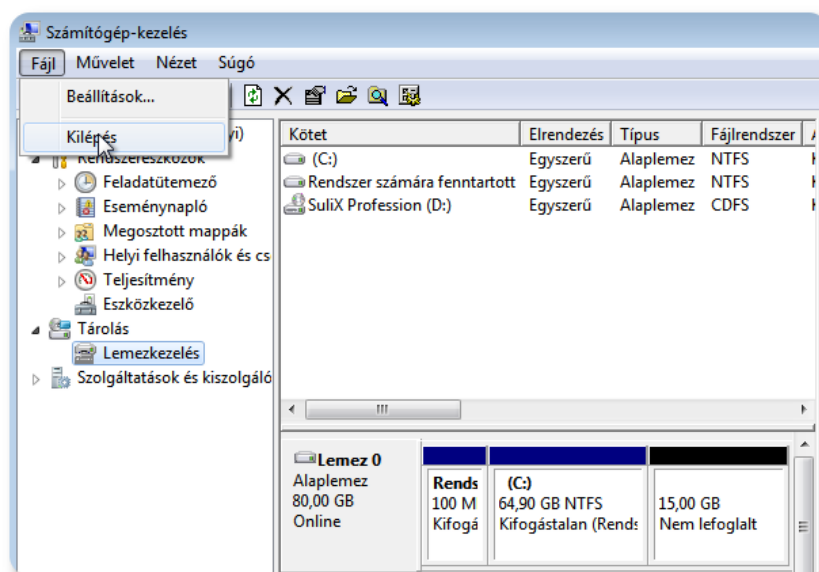 Számítógép-kezelés
Fájl Művelet Nézet Súgó
Beállítások...
Kilépés
yi)
Rendszereszközök
Feladatütemező
Eseménynapló
Megosztott mappák
Helyi felhasználók és cs
Teljesítmény
Eszközkezelő
Tárolás
Lemezkezelés
Szolgáltatások és kiszolgáló
Kötet Elrendezés Típus Fájlrendszer
(C:) Egyszerű Alaplemez NTFS
Rendszer számára fenntartott Egyszerű Alaplemez NTFS
SuliX Profession (D:) Egyszerű Alaplemez CDFS
Lemez 0
Alaplemez
80,00 GB
Online
Rends
100 M
Kifogá
(C:)
64,90 GB NTFS
Kifogástalan (Rends
15,00 GB
Nem lefoglalt